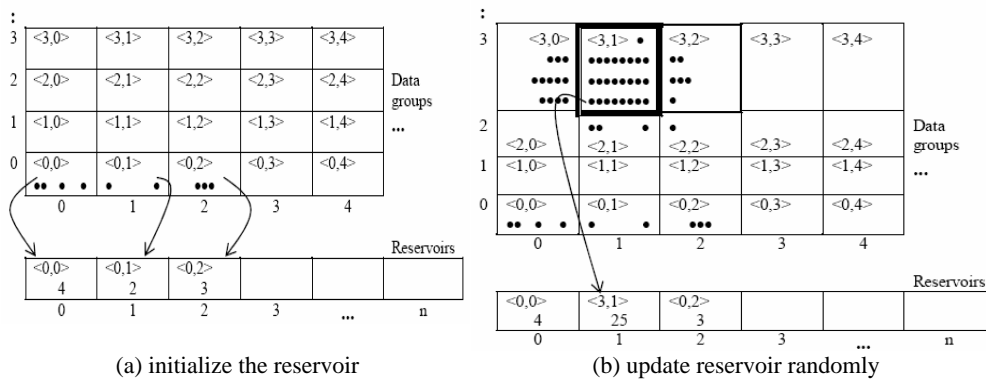 :
3 <3,0> <3,1> <3,2> <3,3> <3,4>
2 <2,0> <2,1> <2,2> <2,3> <2,4> Data
groups
1 <1,0> <1,1> <1,2> <1,3> <1,4> ...
0 <0,0> <0,1> <0,2> <0,3> <0,4>
0 1 2 3 4
Reservoirs
<0,0> <0,1> <0,2>
4 2 3
0 1 2 3 ... n
(a) initialize the reservoir
:
3 <3,0> <3,1> <3,2> <3,3> <3,4>
2 <2,0> <2,1> <2,2> <2,3> <2,4> Data
groups
1 <1,0> <1,1> <1,2> <1,3> <1,4> ...
0 <0,0> <0,1> <0,2> <0,3> <0,4>
0 1 2 3 4
Reservoirs
<0,0> <3,1> <0,2>
4 25 3
0 1 2 3 ... n
(b) update reservoir randomly